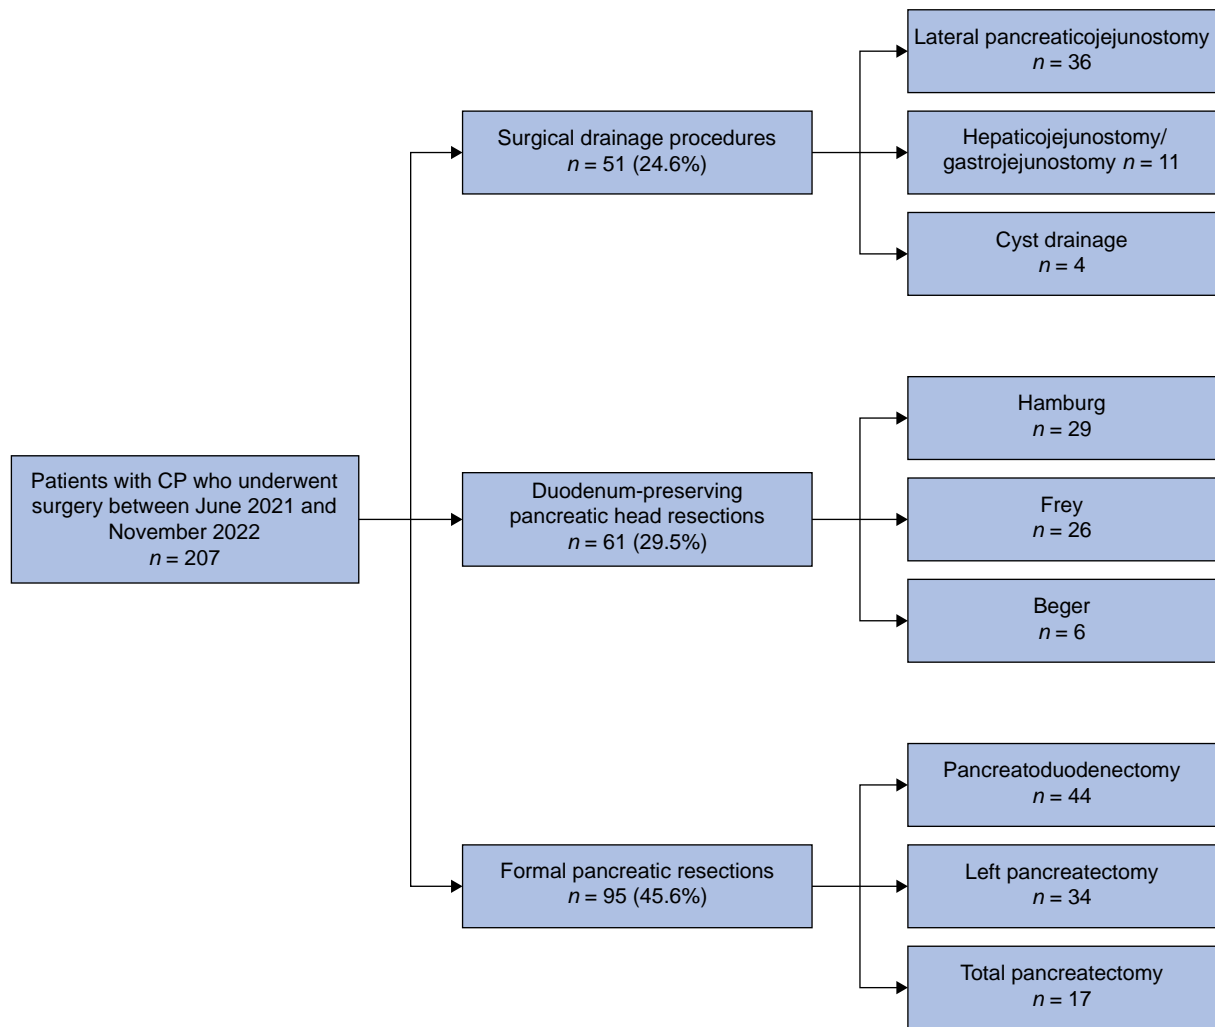 Patients with CP who underwent
surgery between June 2021 and
November 2022
n = 207
Surgical drainage procedures
n = 51 (24.6%)
Lateral pancreaticojejunostomy
n = 36
Hepaticojejunostomy/
gastrojejunostomy n = 11
Cyst drainage
n = 4
Duodenum-preserving
pancreatic head resections
n = 61 (29.5%)
Hamburg
n = 29
Frey
n = 26
Beger
n = 6
Formal pancreatic resections
n = 95 (45.6%)
Pancreatoduodenectomy
n = 44
Left pancreatectomy
n = 34
Total pancreatectomy
n = 17